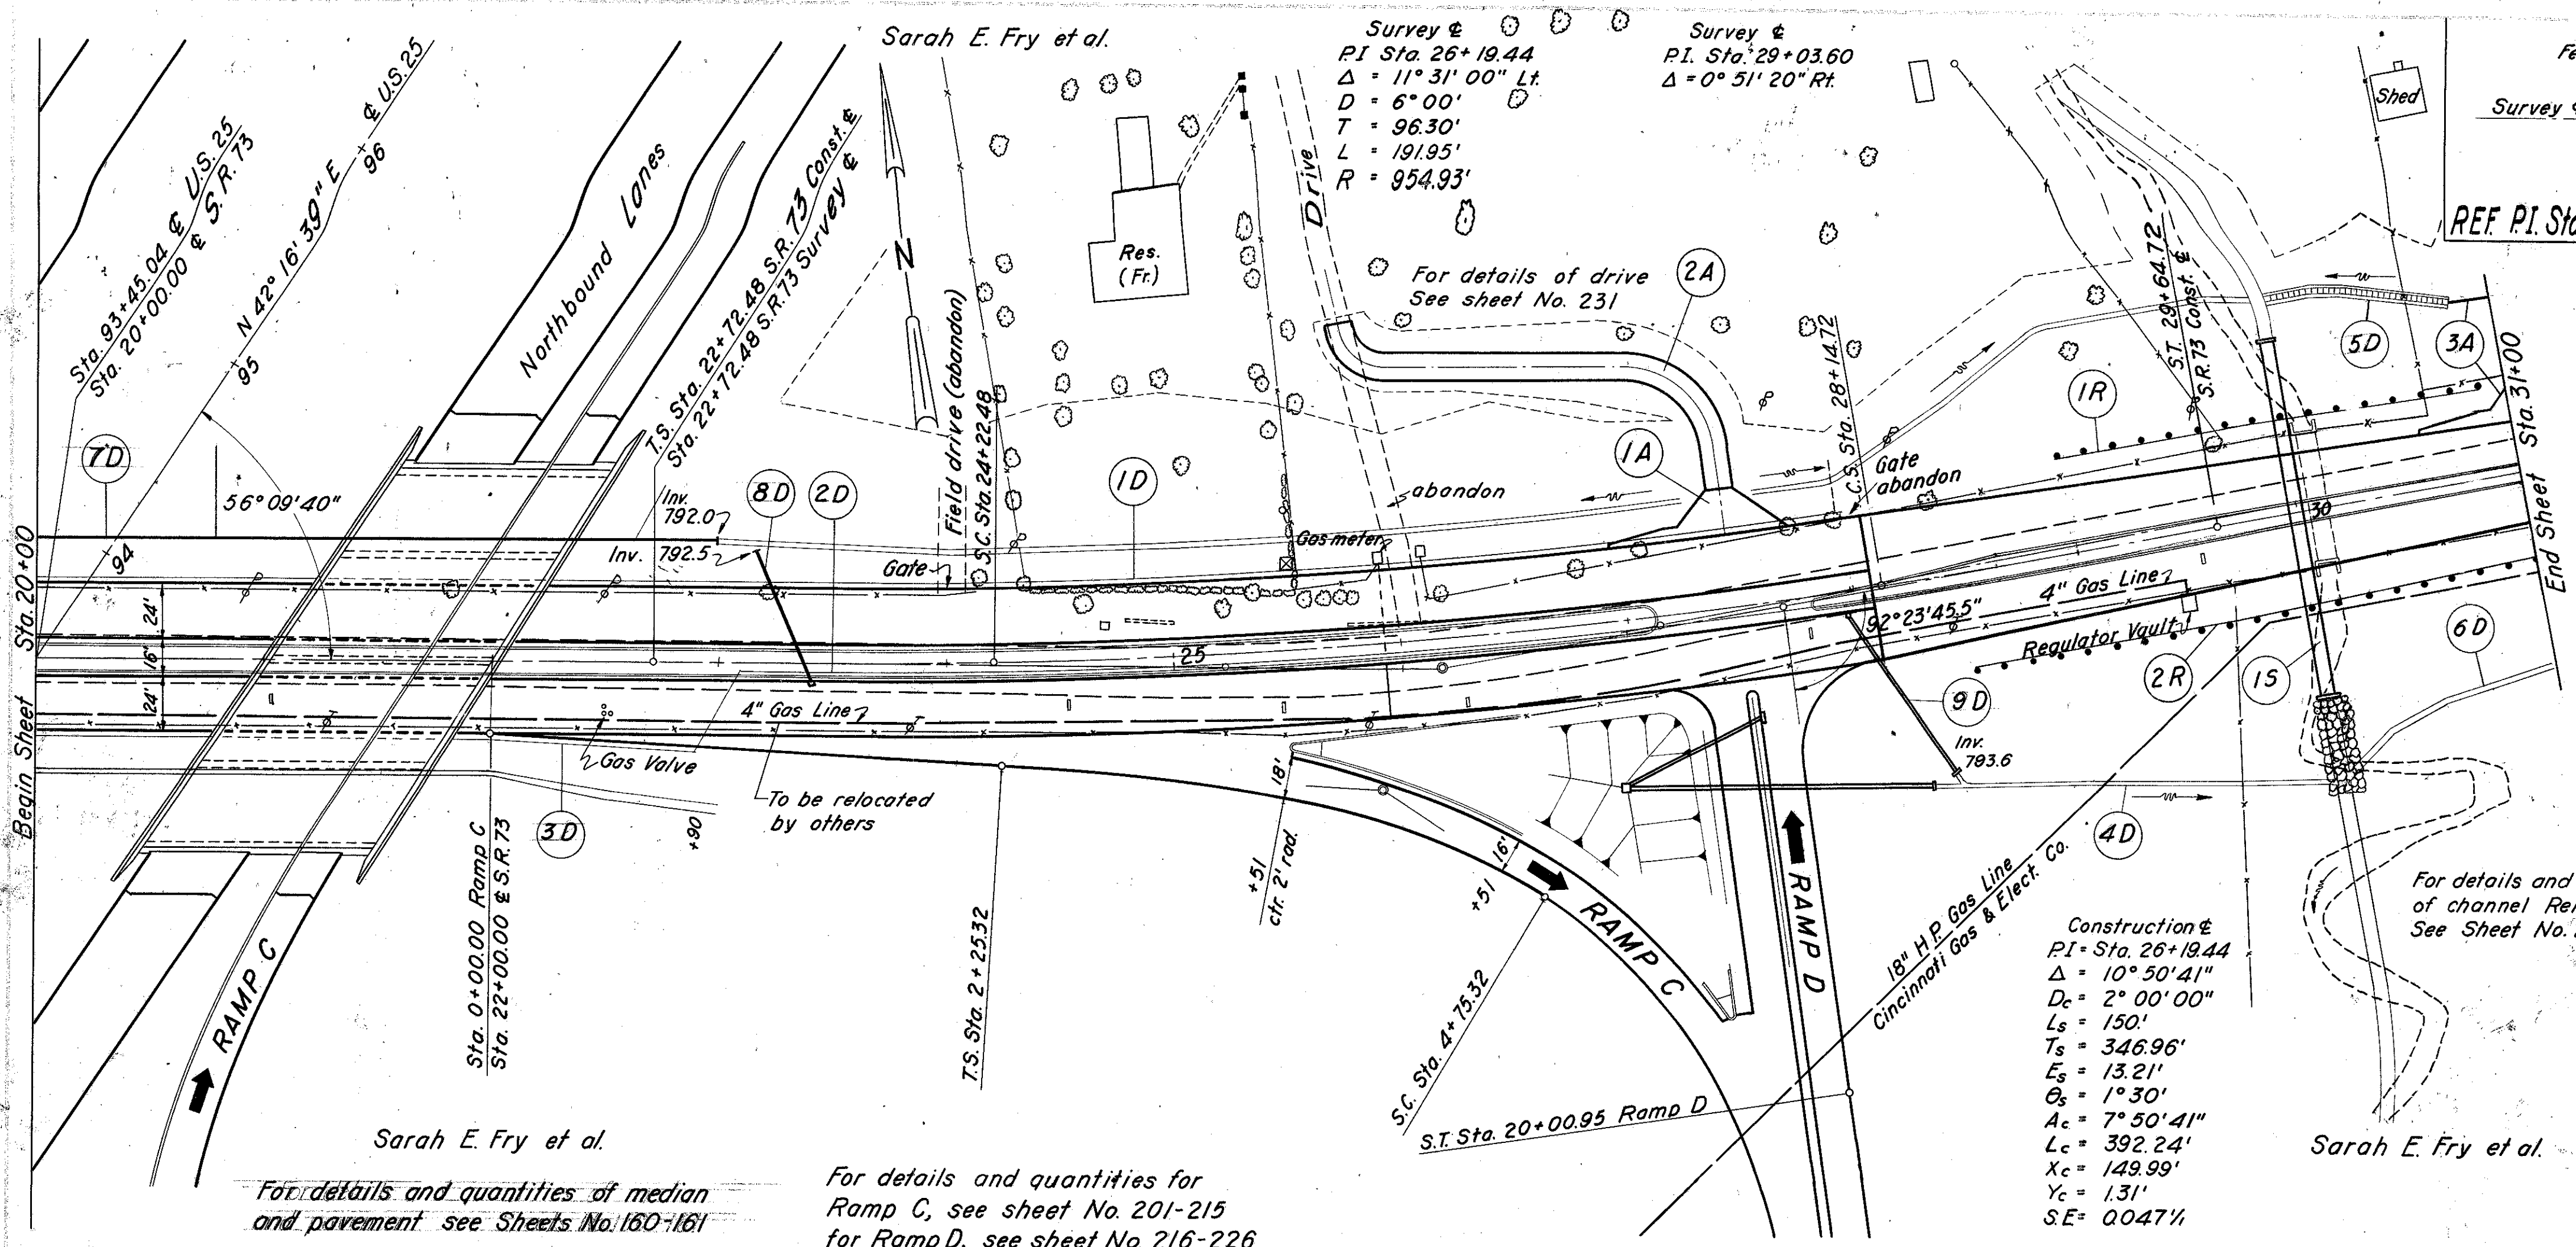 Sarah E. Fry et al.
Survey ℄
P.I Sta. 26+19.44
Δ = 11° 31' 00" Lt.
D = 6° 00'
T = 96.30'
L = 191.95'
R = 954.93'
Survey ℄
P.I. Sta. 29+03.60
Δ = 0° 51' 20" Rt.
Shed
Survey
REF. P.I. Sta
Sta. 93+45.04 ℄ U.S. 25
Sta. 20+00.00 ℄ S.R. 73
N 42° 16' 39" E
℄ U.S. 25
96
95
94
Northbound Lanes
T.S. Sta. 22+72.48 S.R. 73 Const. ℄
Sta. 22+72.48 S.R. 73 Survey ℄
N
Res.
(Fr.)
Drive
For details of drive
See sheet No. 231
2A
S.T. 29+64.72
S.R. 73 Const. ℄
5D
3A
1R
7D
56° 09' 40"
Inv.
792.0
8D
2D
Inv. 792.5
Field drive (abandon)
S.C. Sta. 24+22.48
1D
Gate
Gas meter
abandon
1A
C.S. Sta. 28+14.72
Gate
abandon
30
End Sheet Sta. 31+00
Begin Sheet Sta. 20+00
24'
16'
24'
25
92° 23' 45.5"
4" Gas Line
Regulator Vault
2R
1S
6D
4" Gas Line
Gas Valve
To be relocated
by others
3D
+90
Sta. 0+00.00 Ramp C
Sta. 22+00.00 ℄ S.R. 73
T.S. Sta. 2+25.32
18'
+51
ctr. 2' rad.
16'
+51
RAMP C
RAMP C
RAMP D
9D
Inv.
793.6
4D
S.C. Sta. 4+75.32
S.T. Sta. 20+00.95 Ramp D
18" H.P. Gas Line
Cincinnati Gas & Elect. Co.
For details and
of channel
See Sheet No.
Construction ℄
P.I = Sta. 26+19.44
Δ = 10° 50' 41"
Dc = 2° 00' 00"
Ls = 150.'
Ts = 346.96'
Es = 13.21'
Θs = 1° 30'
Ac = 7° 50' 41"
Lc = 392.24'
Xc = 149.99'
Yc = 1.31'
S.E = 0.047'/,
Sarah E. Fry et al.
Sarah E. Fry et al.
For details and quantities of median
and pavement see Sheets No. 160-161
For details and quantities for
Ramp C, see sheet No. 201-215
for Ramp D, see sheet No. 216-226